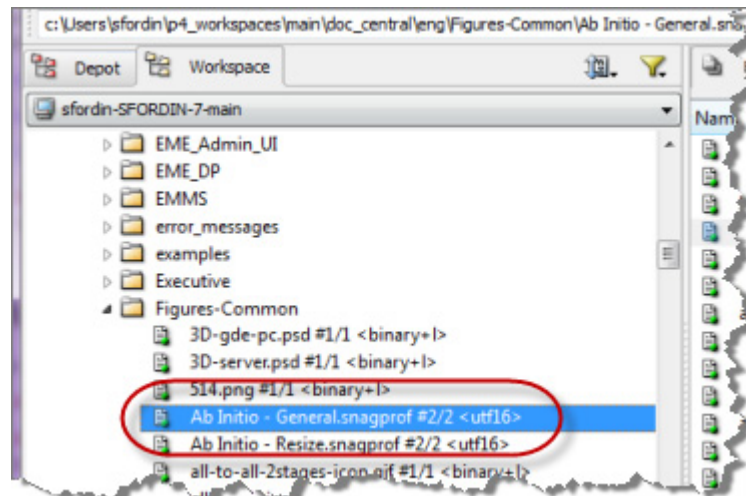 c:\Users\sfordin\p4_workspaces\main\doc_central\eng\Figures-Common\Ab Initio - General.sna
Depot
Workspace
sfordin-SFORDIN-7-main
Nam
EME_Admin_UI
EME_DP
EMMS
error_messages
examples
Executive
Figures-Common
3D-gde-pc.psd #1/1 <binary+l>
3D-server.psd #1/1 <binary+l>
514.png #1/1 <binary+l>
Ab Initio - General.snagprof #2/2 <utf16>
Ab Initio - Resize.snagprof #2/2 <utf16>
all-to-all-2stages-icon.gif #1/1 <binary+l>